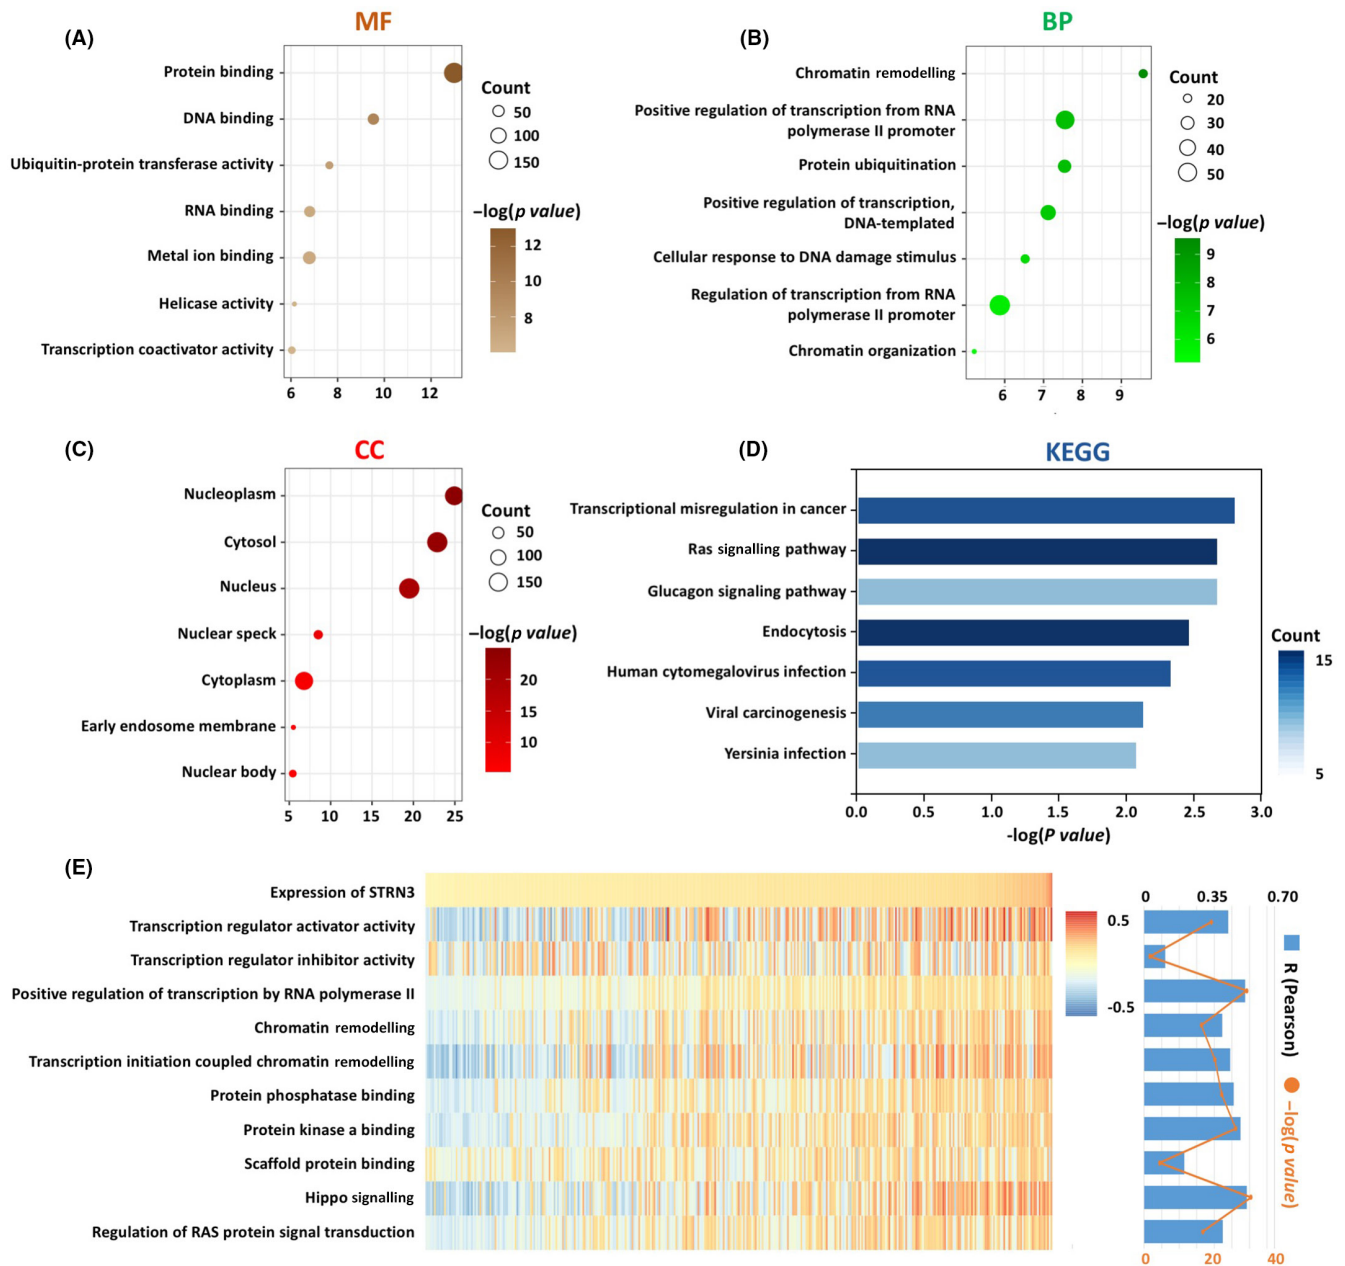 (A)
MF
Protein binding
DNA binding
Ubiquitin-protein transferase activity
RNA binding
Metal ion binding
Helicase activity
Transcription coactivator activity
6 8 10 12
Count
50
100
150
−log(p value)
12
10
8
(B)
BP
Chromatin remodelling
Positive regulation of transcription from RNA
polymerase II promoter
Protein ubiquitination
Positive regulation of transcription,
DNA-templated
Cellular response to DNA damage stimulus
Regulation of transcription from RNA
polymerase II promoter
Chromatin organization
6 7 8 9
Count
20
30
40
50
−log(p value)
9
8
7
6
(C)
CC
Nucleoplasm
Cytosol
Nucleus
Nuclear speck
Cytoplasm
Early endosome membrane
Nuclear body
5 10 15 20 25
Count
50
100
150
−log(p value)
20
15
10
(D)
KEGG
Transcriptional misregulation in cancer
Ras signalling pathway
Glucagon signaling pathway
Endocytosis
Human cytomegalovirus infection
Viral carcinogenesis
Yersinia infection
0.0 0.5 1.0 1.5 2.0 2.5 3.0
-log(P value)
Count
15
5
(E)
Expression of STRN3
Transcription regulator activator activity
Transcription regulator inhibitor activity
Positive regulation of transcription by RNA polymerase II
Chromatin remodelling
Transcription initiation coupled chromatin remodelling
Protein phosphatase binding
Protein kinase a binding
Scaffold protein binding
Hippo signalling
Regulation of RAS protein signal transduction
0.5
-0.5
0 0.35 0.70
R (Pearson)
−log(p value)
0 20 40